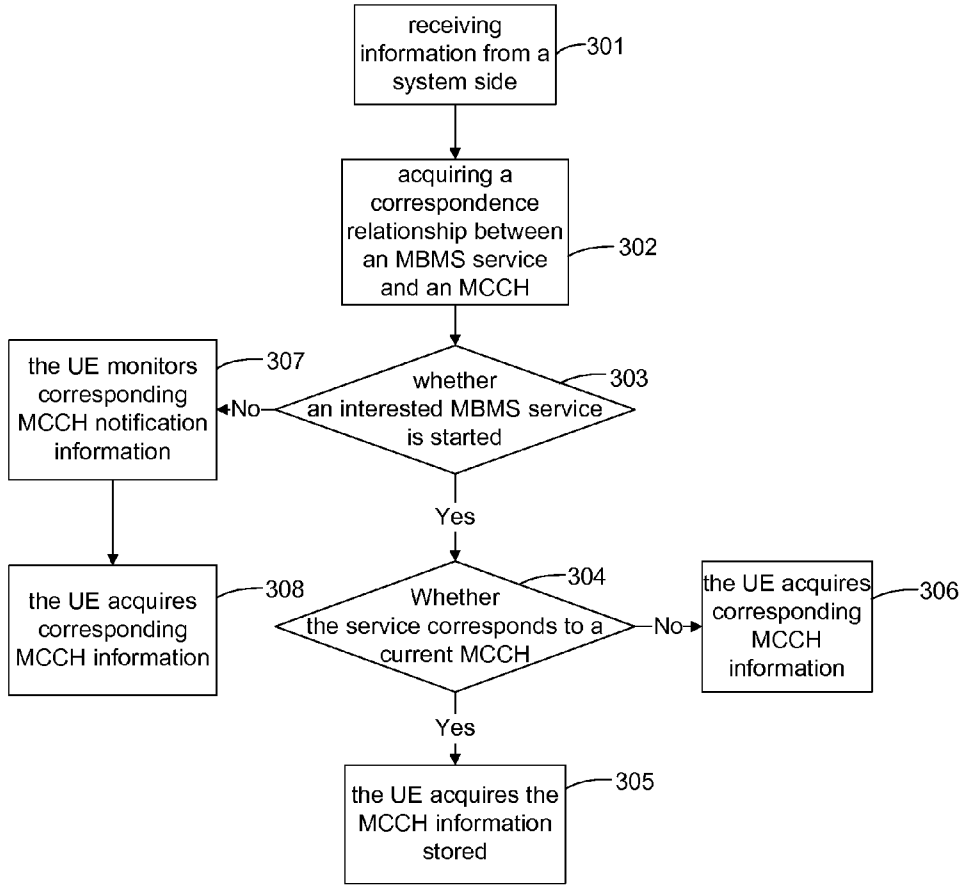 receiving
information from a
system side
301
acquiring a
correspondence
relationship between
an MBMS service
and an MCCH
302
whether
an interested MBMS service
is started
303
No
the UE monitors
corresponding
MCCH notification
information
307
Yes
the UE acquires
corresponding
MCCH information
308
Whether
the service corresponds to a
current MCCH
304
No
the UE acquires
corresponding
MCCH
information
306
Yes
the UE acquires the
MCCH information
stored
305